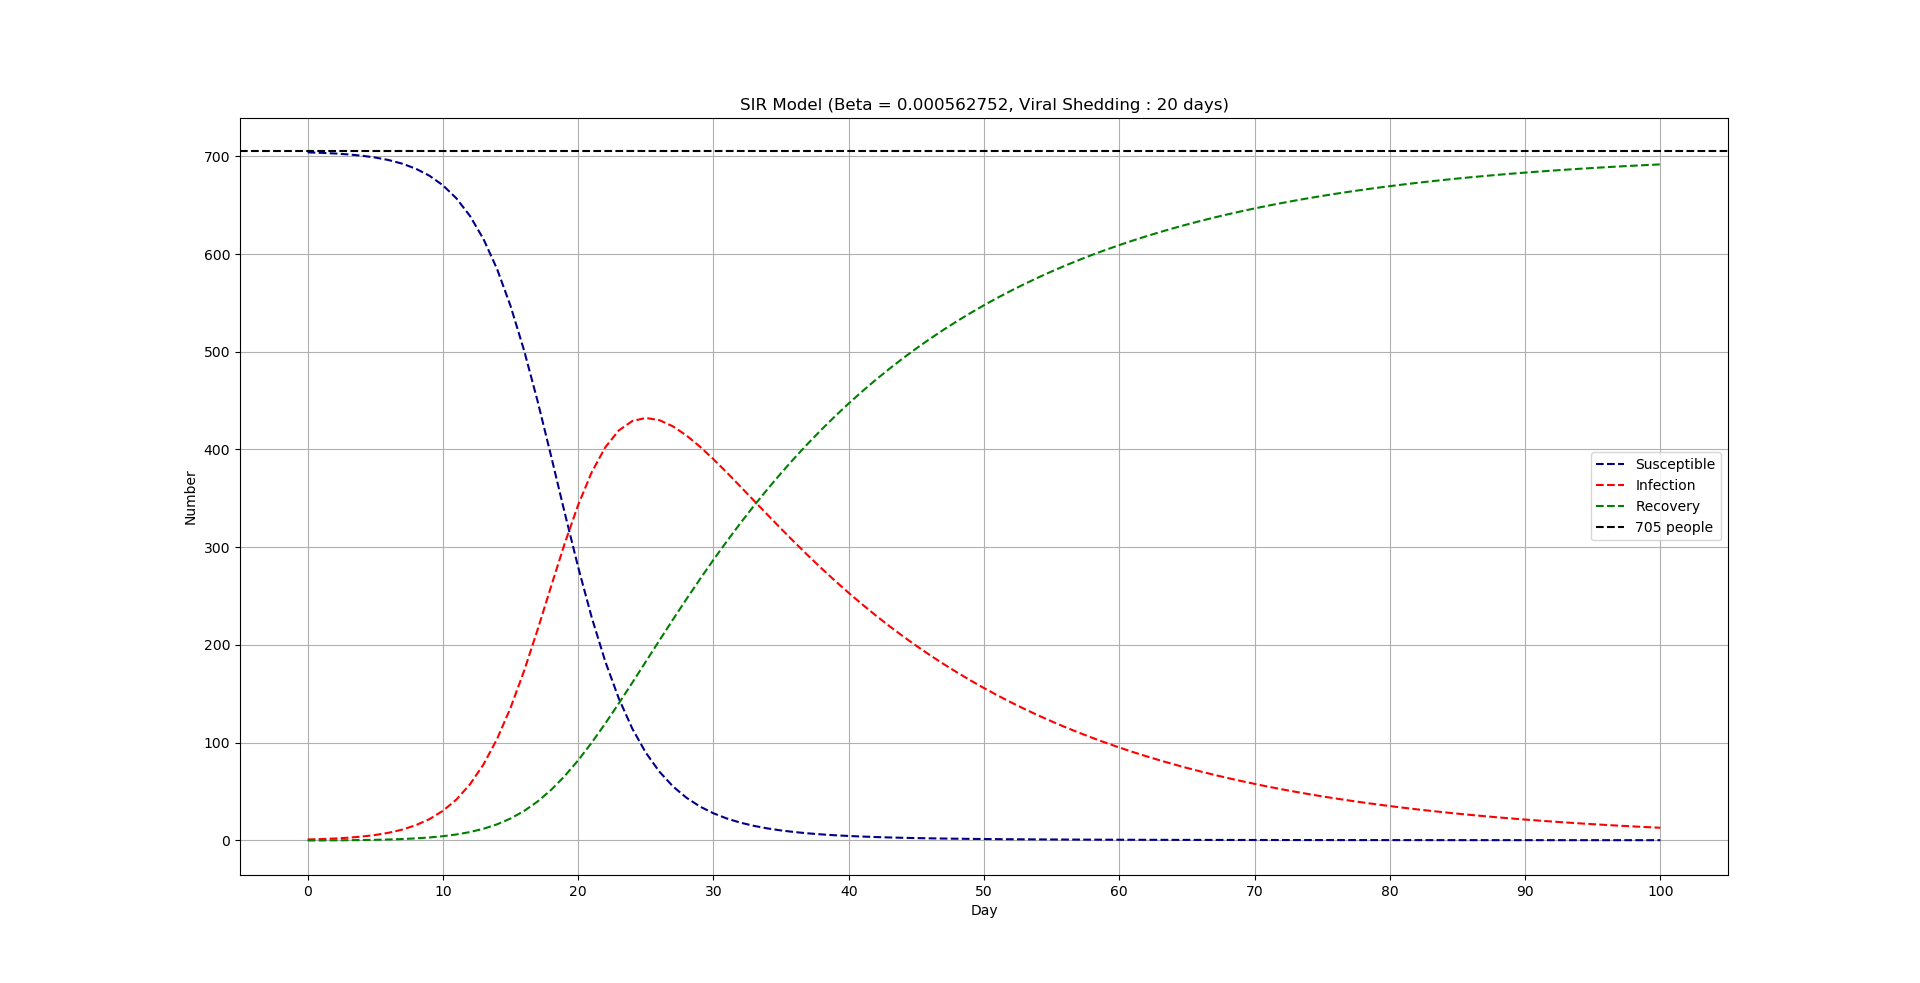 SIR Model (Beta = 0.000562752, Viral Shedding : 20 days)
700
600
500
400
300
200
100
0
Number
Susceptible
Infection
Recovery
705 people
0 10 20 30 40 50 60 70 80 90 100
Day